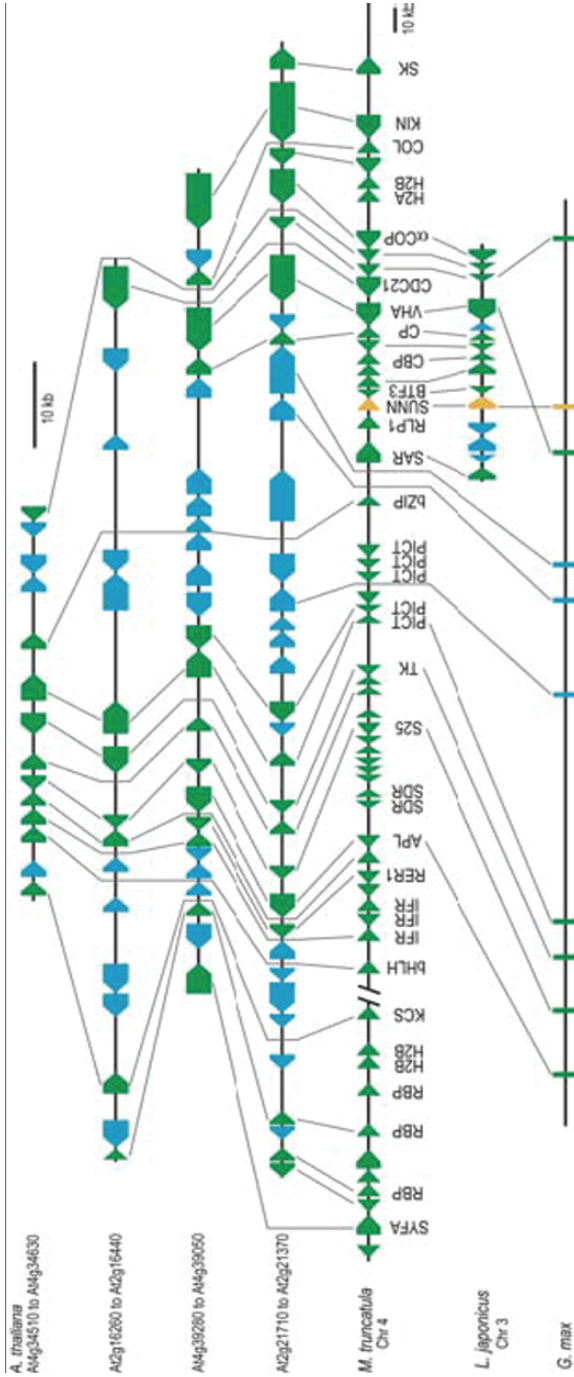 A. thaliana
At4g34510 to At4g34630
10 kb
At2g16260 to At2g16440
At4g39280 to At4g39050
At2g21710 to At2g21370
M. truncatula
Chr 4
10 kb
SYFA
RBP
RBP
RBP
H2B
H2B
KCS
bHLH
IFR
IFR
IFR
RER1
APL
SDR
SDR
S25
TK
PICT
PICT
PICT
PICT
PICT
bZIP
SAR
RLP1
SUNN
BTF3
CBP
CP
VHA
CDC21
αCOP
H2A
H2B
COL
KIN
SK
L. japonicus
Chr 3
G. max